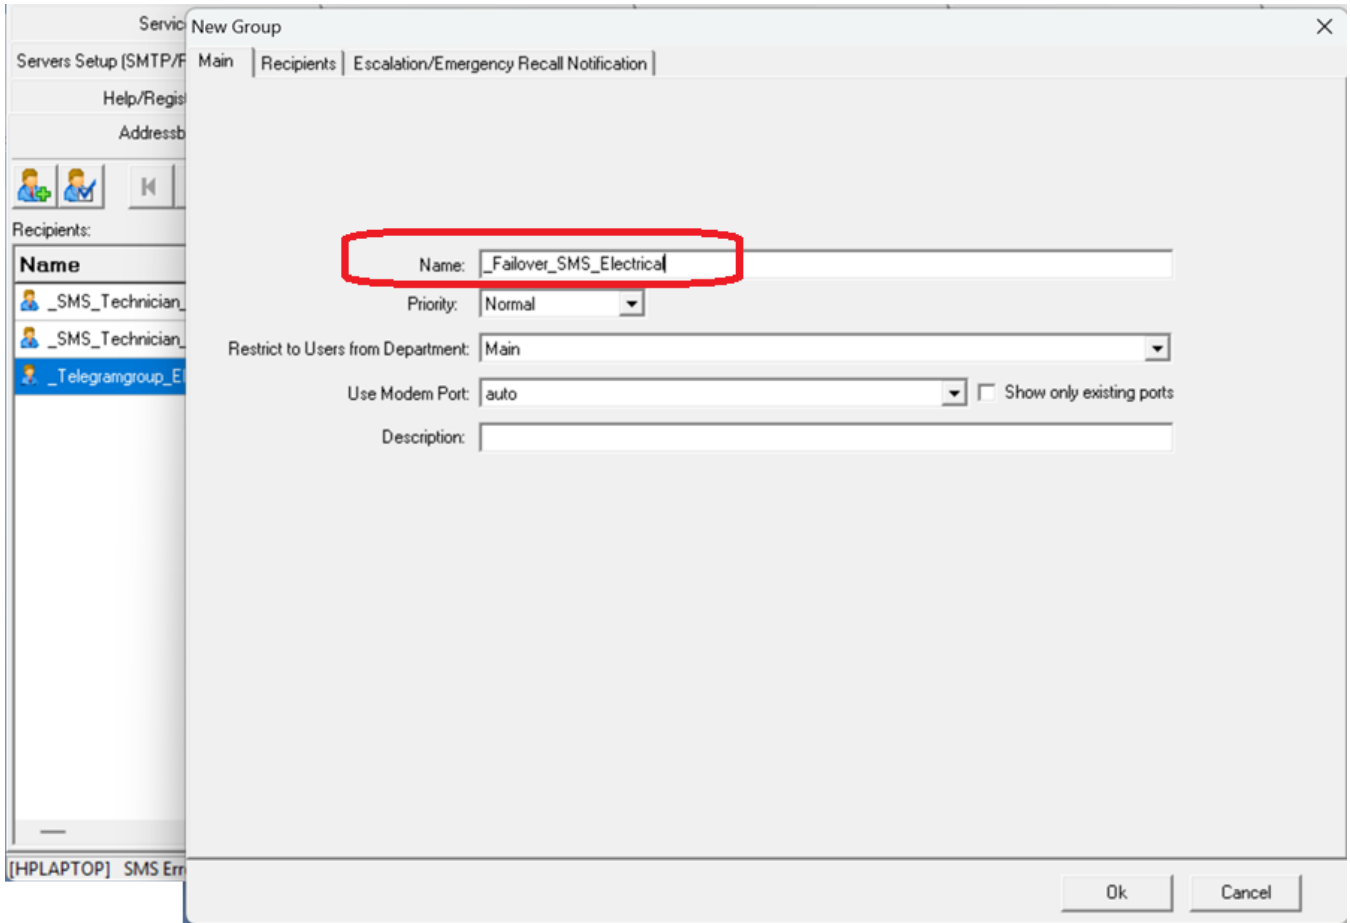 Servic
New Group
Servers Setup (SMTP/P
Main
Recipients
Escalation/Emergency Recall Notification
Help/Regist
Addressb
Recipients:
Name
_SMS_Technician_
_SMS_Technician_
_Telegramgroup_El
Name: _Failover_SMS_Electrical
Priority: Normal
Restrict to Users from Department: Main
Use Modem Port: auto
Show only existing ports
Description:
[HPLAPTOP] SMS Err
Ok
Cancel